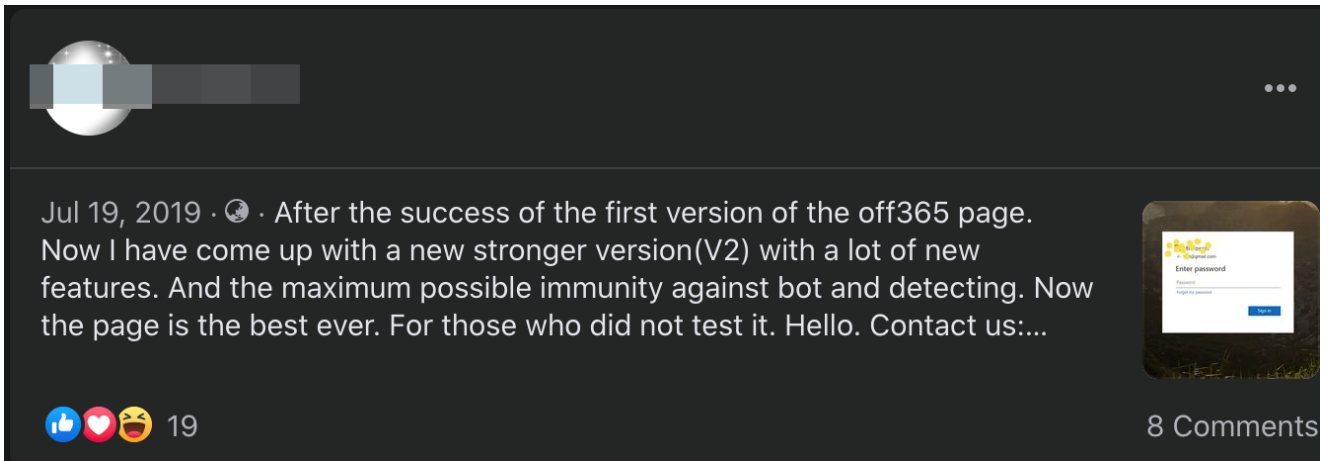 Jul 19, 2019 · · After the success of the first version of the off365 page.
Now I have come up with a new stronger version(V2) with a lot of new
features. And the maximum possible immunity against bot and detecting. Now
the page is the best ever. For those who did not test it. Hello. Contact us:...
@gmail.com
Enter password
Password
Forgot my password
Sign in
19
8 Comments